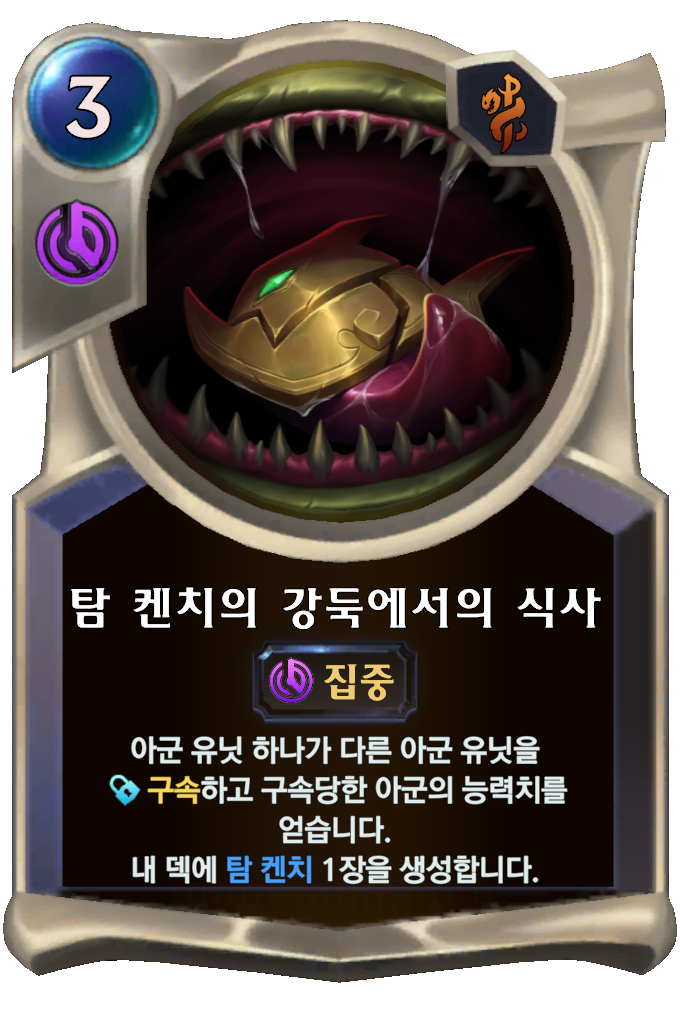 3
탐 켄치의 강둑에서의 식사
집중
아군 유닛 하나가 다른 아군 유닛을
구속하고 구속당한 아군의 능력치를
얻습니다.
내 덱에 탐 켄치 1장을 생성합니다.